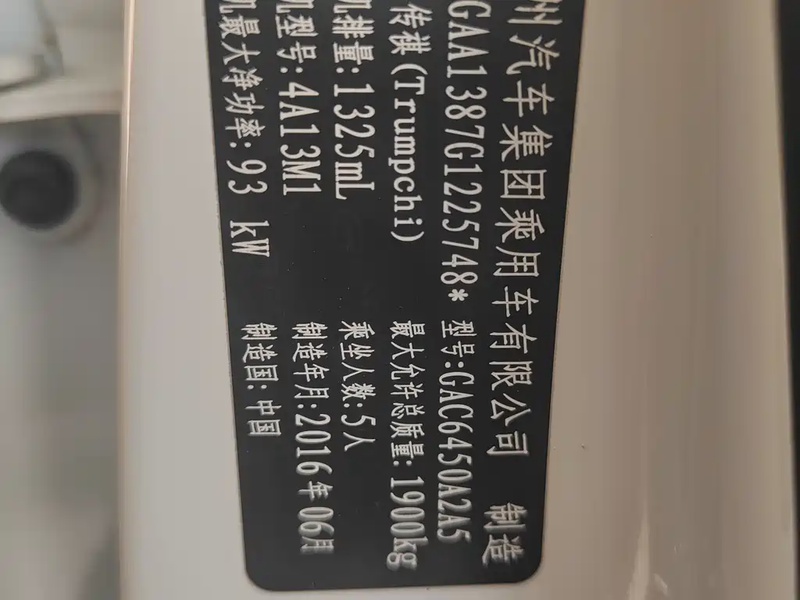 州汽车集团乘用车有限公司 制造
GAA1387G1225748* 型号:GAC6450A2A5
传祺(Trumpchi) 最大允许总质量:1900kg
机排量:1325mL 乘坐人数:5人
机型号:4A13M1 制造年月:2016年06月
机最大净功率:93 kW 制造国:中国